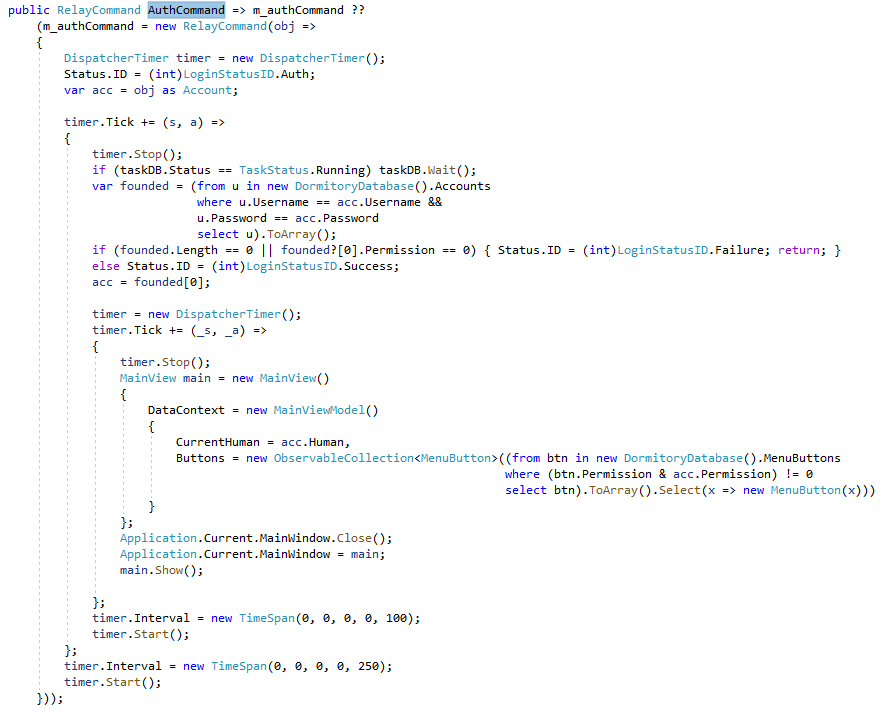 public RelayCommand AuthCommand => m_authCommand ??
    (m_authCommand = new RelayCommand(obj =>
    {
        DispatcherTimer timer = new DispatcherTimer();
        Status.ID = (int)LoginStatusID.Auth;
        var acc = obj as Account;

        timer.Tick += (s, a) =>
        {
            timer.Stop();
            if (taskDB.Status == TaskStatus.Running) taskDB.Wait();
            var founded = (from u in new DormitoryDatabase().Accounts
                           where u.Username == acc.Username &&
                           u.Password == acc.Password
                           select u).ToArray();
            if (founded.Length == 0 || founded?[0].Permission == 0) { Status.ID = (int)LoginStatusID.Failure; return; }
            else Status.ID = (int)LoginStatusID.Success;
            acc = founded[0];

            timer = new DispatcherTimer();
            timer.Tick += (_s, _a) =>
            {
                timer.Stop();
                MainView main = new MainView()
                {
                    DataContext = new MainViewModel()
                    {
                        CurrentHuman = acc.Human,
                        Buttons = new ObservableCollection<MenuButton>((from btn in new DormitoryDatabase().MenuButtons
                                                                       where (btn.Permission & acc.Permission) != 0
                                                                       select btn).ToArray().Select(x => new MenuButton(x)))
                    }
                };
                Application.Current.MainWindow.Close();
                Application.Current.MainWindow = main;
                main.Show();

            };
            timer.Interval = new TimeSpan(0, 0, 0, 0, 100);
            timer.Start();
        };
        timer.Interval = new TimeSpan(0, 0, 0, 0, 250);
        timer.Start();
    }));